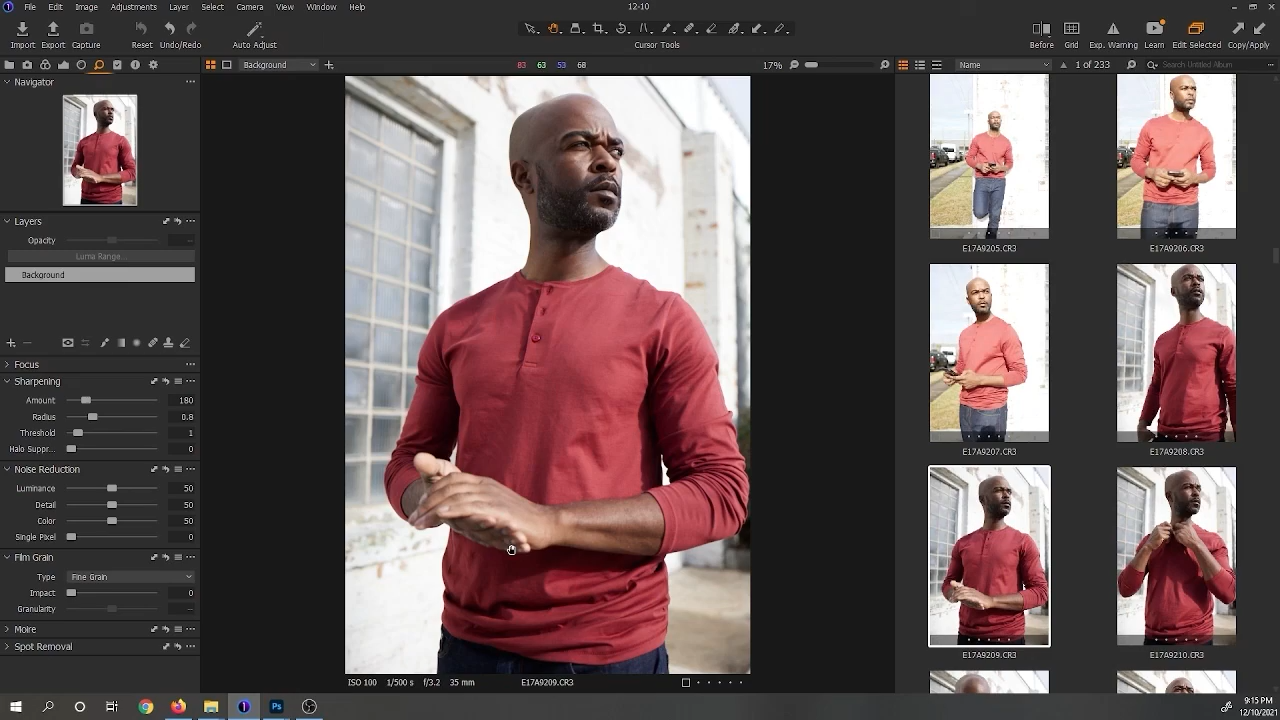 File Edit View Adjustments Layer Image Camera Select Window Help
12-10
Import Export Capture Reset Undo/Redo Auto Adjust
Cursor Tools
Before Grid Exp. Warning Learn Edit Selected Copy/Apply
Background
83 63 53 68
17%
Name
1 of 233
Search Untitled Album
Navigator
Layers
Opacity
Luma Range...
Background
Focus
Sharpening
Amount 180
Radius 0.8
Threshold 1
Halo Suppr... 0
Noise Reduction
Luminance 50
Detail 50
Color 50
Single Pixel 0
Film Grain
Type Fine Grain
Impact 0
Granularity
Moire
Spot Removal
E17A9205.CR3
E17A9206.CR3
E17A9207.CR3
E17A9208.CR3
E17A9209.CR3
E17A9210.CR3
ISO 100 1/500 s f/3.2 35 mm E17A9209.CR3
Ps
9:15 PM
12/10/2021